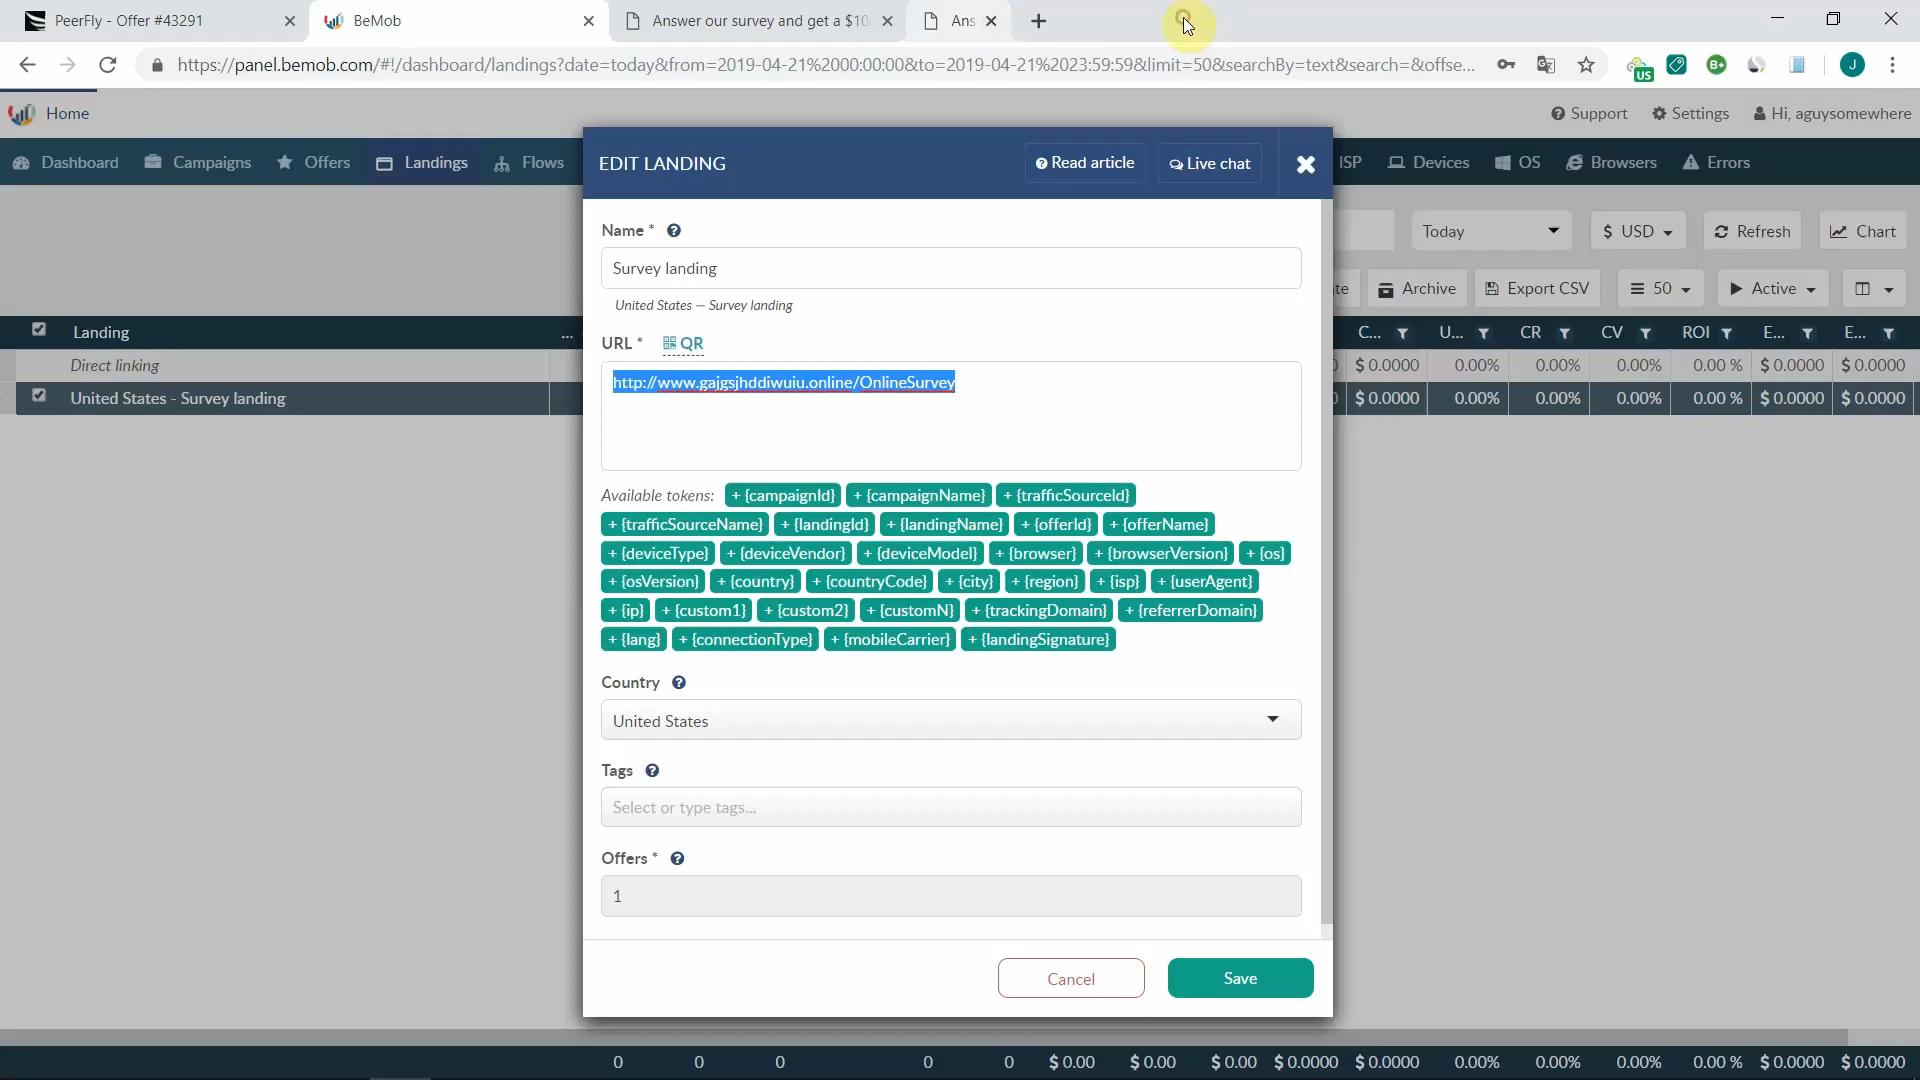 PeerFly - Offer #43291
BeMob
Answer our survey and get a $10
Ans
https://panel.bemob.com/#!/dashboard/landings?date=today&from=2019-04-21%2000:00:00&to=2019-04-21%2023:59:59&limit=50&searchBy=text&search=&offse...
US
B+
J
Home
Support
Settings
Hi, aguysomewhere
Dashboard
Campaigns
Offers
Landings
Flows
ISP
Devices
OS
Browsers
Errors
EDIT LANDING
Read article
Live chat
Name *
Survey landing
United States – Survey landing
URL *
QR
http://www.gajgsjhddiwuiu.online/OnlineSurvey
Available tokens: + {campaignId} + {campaignName} + {trafficSourceId}
+ {trafficSourceName} + {landingId} + {landingName} + {offerId} + {offerName}
+ {deviceType} + {deviceVendor} + {deviceModel} + {browser} + {browserVersion} + {os}
+ {osVersion} + {country} + {countryCode} + {city} + {region} + {isp} + {userAgent}
+ {ip} + {custom1} + {custom2} + {customN} + {trackingDomain} + {referrerDomain}
+ {lang} + {connectionType} + {mobileCarrier} + {landingSignature}
Country
United States
Tags
Select or type tags...
Offers *
1
Cancel
Save
Today
$ USD
Refresh
Chart
te
Archive
Export CSV
50
Active
Landing ... C... U... CR CV ROI E... E...
Direct linking $ 0.0000 0.00% 0.00% 0.00% 0.00 % $ 0.0000 $ 0.0000
United States - Survey landing $ 0.0000 0.00% 0.00% 0.00% 0.00 % $ 0.0000 $ 0.0000
0 0 0 0 0 $ 0.00 $ 0.00 $ 0.00 $ 0.0000 $ 0.0000 0.00% 0.00% 0.00% 0.00 % $ 0.0000 $ 0.0000